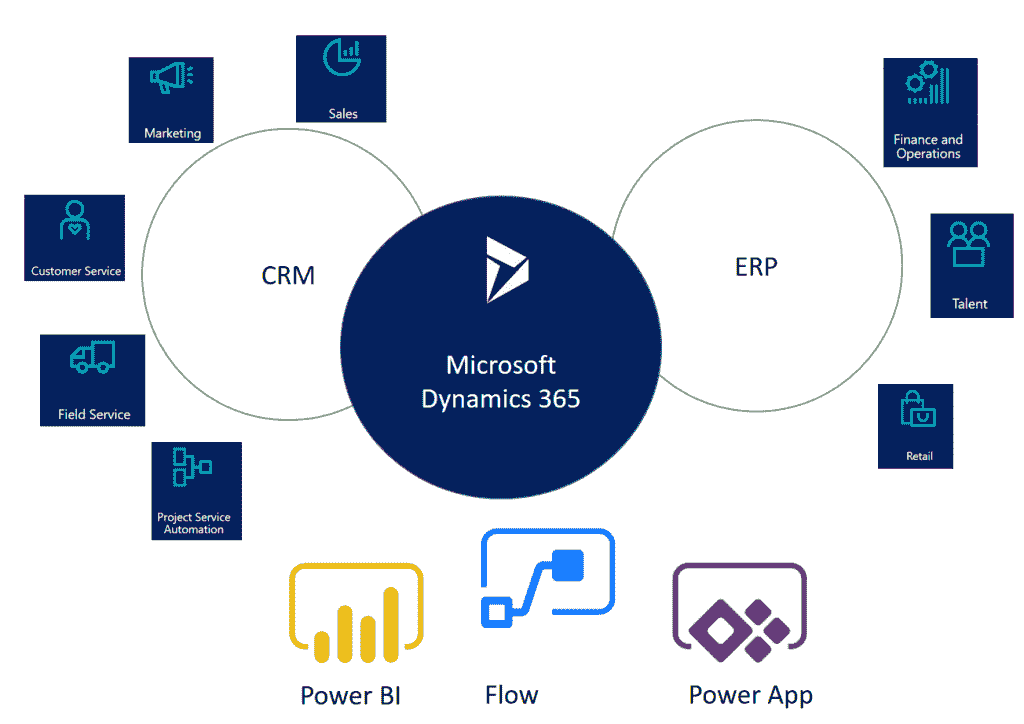 Sales
Marketing
Finance and
Operations
Customer Service
CRM
ERP
Talent
Microsoft
Dynamics 365
Field Service
Retail
Project Service
Automation
Power BI
Flow
Power App